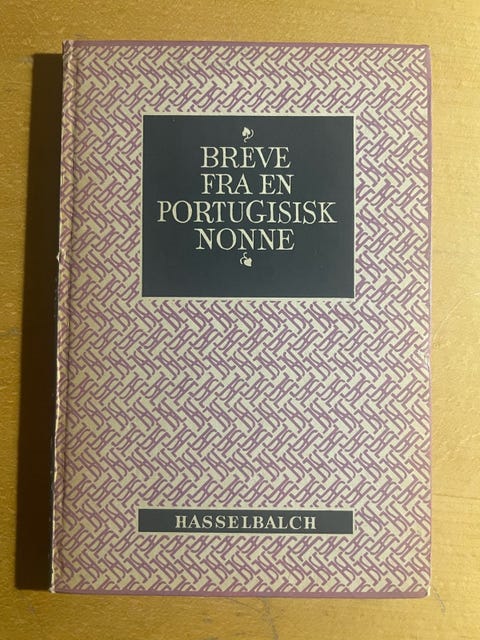 BREVE
FRA EN
PORTUGISISK
NONNE
HASSELBALCH